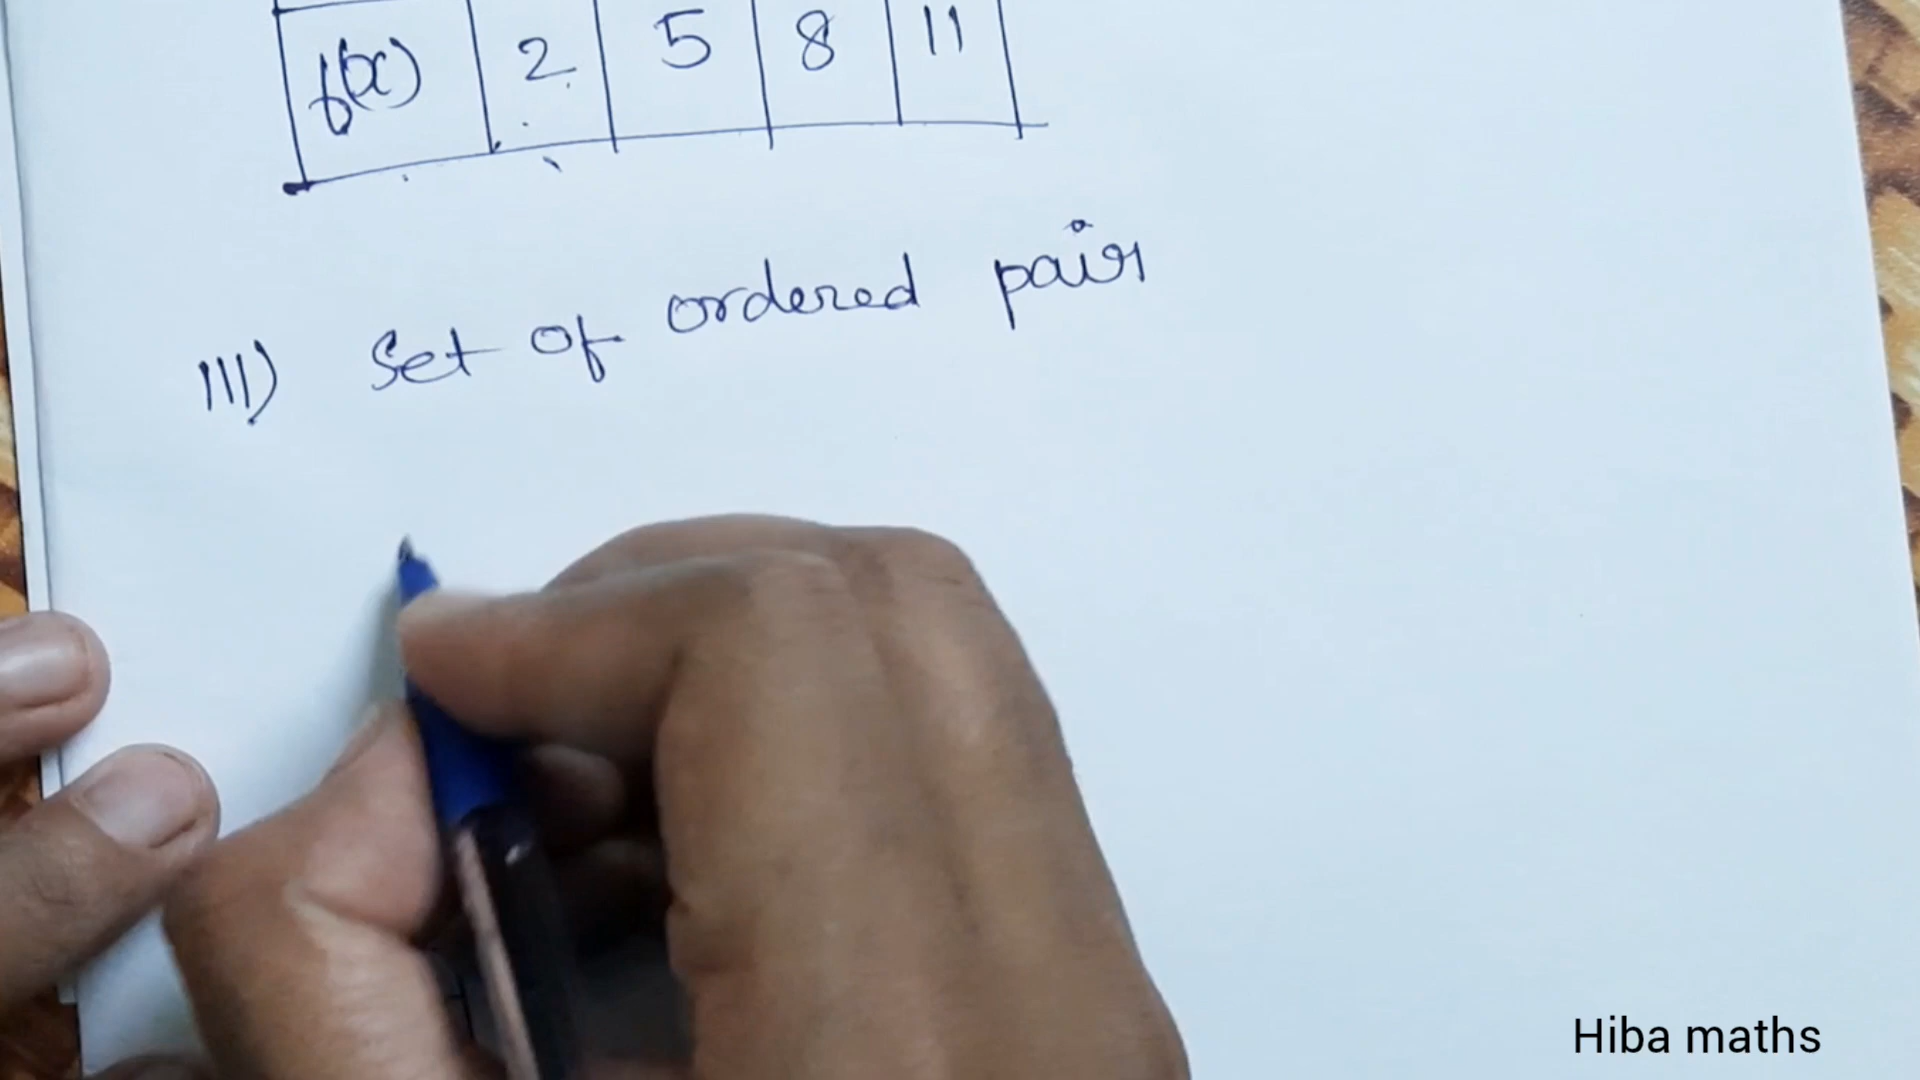 f(x) 2 5 8 11
III) Set of ordered pair
Hiba maths